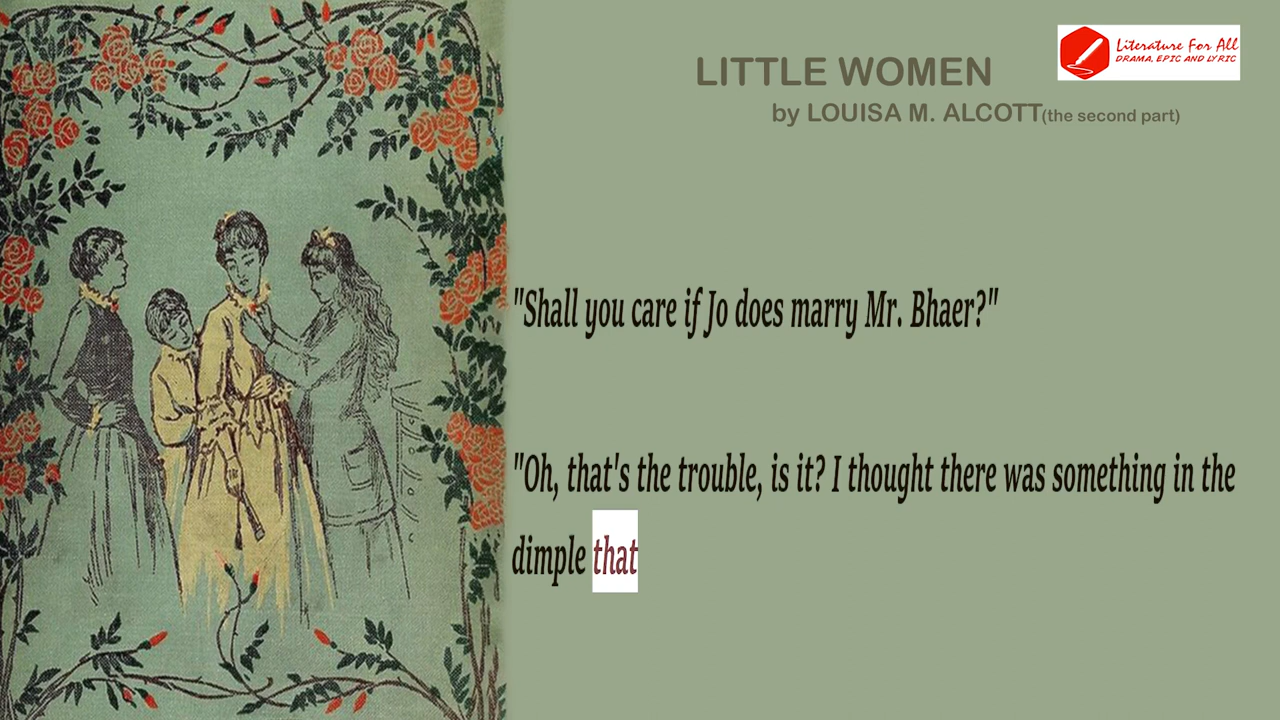 LITTLE WOMEN
by LOUISA M. ALCOTT(the second part)
Literature For All
DRAMA, EPIC AND LYRIC
"Shall you care if Jo does marry Mr. Bhaer?"
"Oh, that's the trouble, is it? I thought there was something in the
dimple that